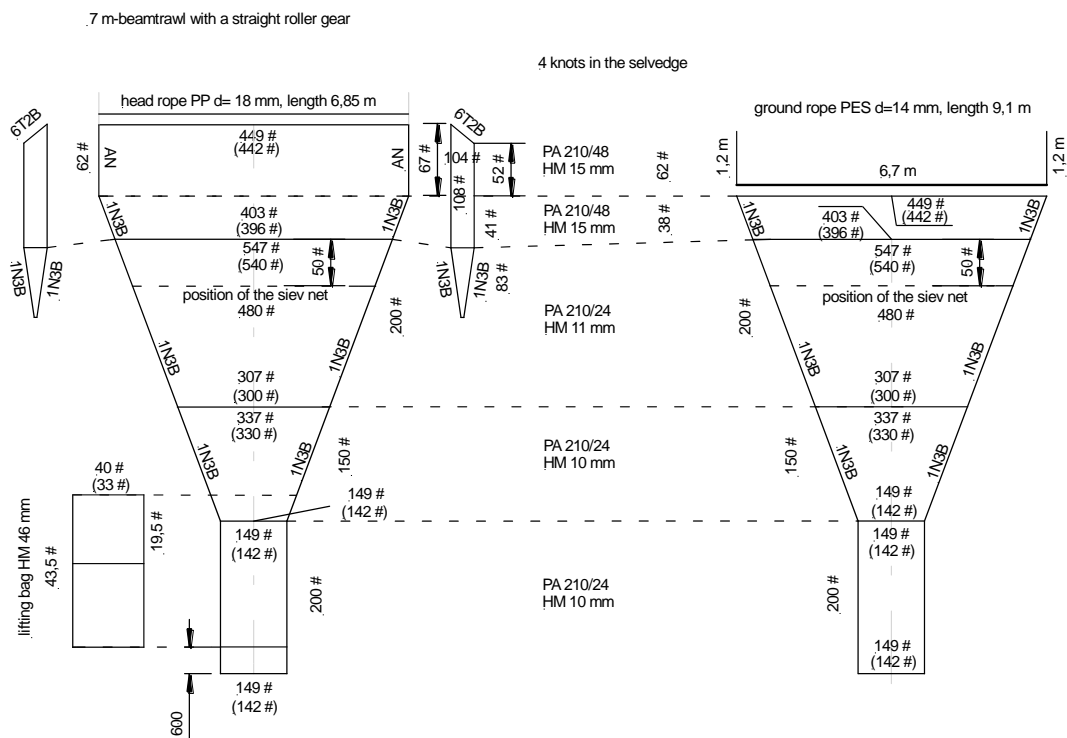 7 m-beamtrawl with a straight roller gear
4 knots in the selvedge
head rope PP d= 18 mm, length 6,85 m
ground rope PES d=14 mm, length 9,1 m
6T2B
62 #
AN
449 #
(442 #)
AN
67 #
6T2B
104 #
108 #
52 #
PA 210/48
HM 15 mm
62 #
1,2 m
6,7 m
1,2 m
1N3B
403 #
(396 #)
1N3B
41 #
PA 210/48
HM 15 mm
38 #
1N3B
403 #
(396 #)
449 #
(442 #)
1N3B
1N3B
1N3B
547 #
(540 #)
50 #
1N3B
83 #
547 #
(540 #)
50 #
position of the siev net
480 #
200 #
PA 210/24
HM 11 mm
200 #
position of the siev net
480 #
1N3B
1N3B
1N3B
1N3B
307 #
(300 #)
307 #
(300 #)
337 #
(330 #)
337 #
(330 #)
1N3B
1N3B
150 #
PA 210/24
HM 10 mm
150 #
1N3B
1N3B
40 #
(33 #)
149 #
(142 #)
149 #
(142 #)
lifting bag HM 46 mm
43,5 #
19,5 #
149 #
(142 #)
200 #
PA 210/24
HM 10 mm
200 #
149 #
(142 #)
149 #
(142 #)
149 #
(142 #)
600